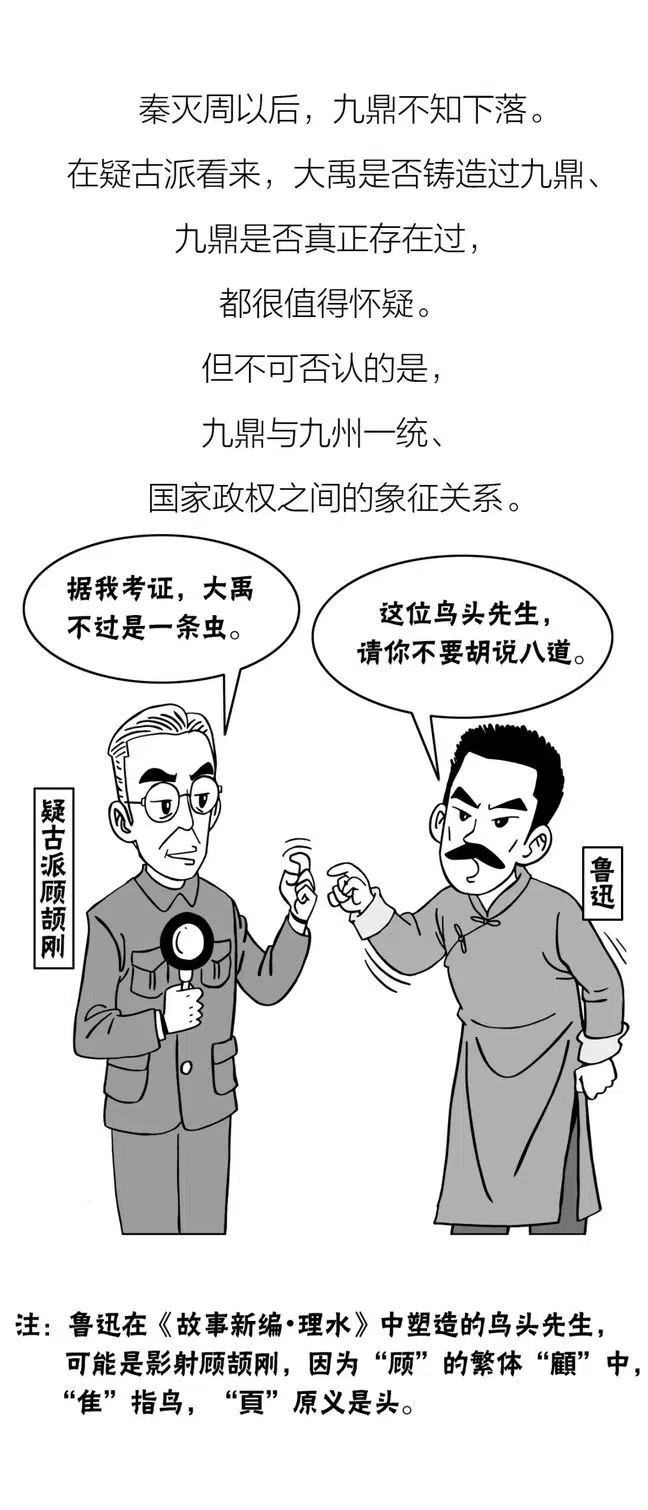 秦灭周以后，九鼎不知下落。
在疑古派看来，大禹是否铸造过九鼎、
九鼎是否真正存在过，
都很值得怀疑。
但不可否认的是，
九鼎与九州一统、
国家政权之间的象征关系。
据我考证，大禹
不过是一条虫。
这位鸟头先生，
请你不要胡说八道。
疑古派顾颉刚
鲁迅
注：鲁迅在《故事新编·理水》中塑造的鸟头先生，
可能是影射顾颉刚，因为“顾”的繁体“顧”中，
“隹”指鸟，“頁”原义是头。